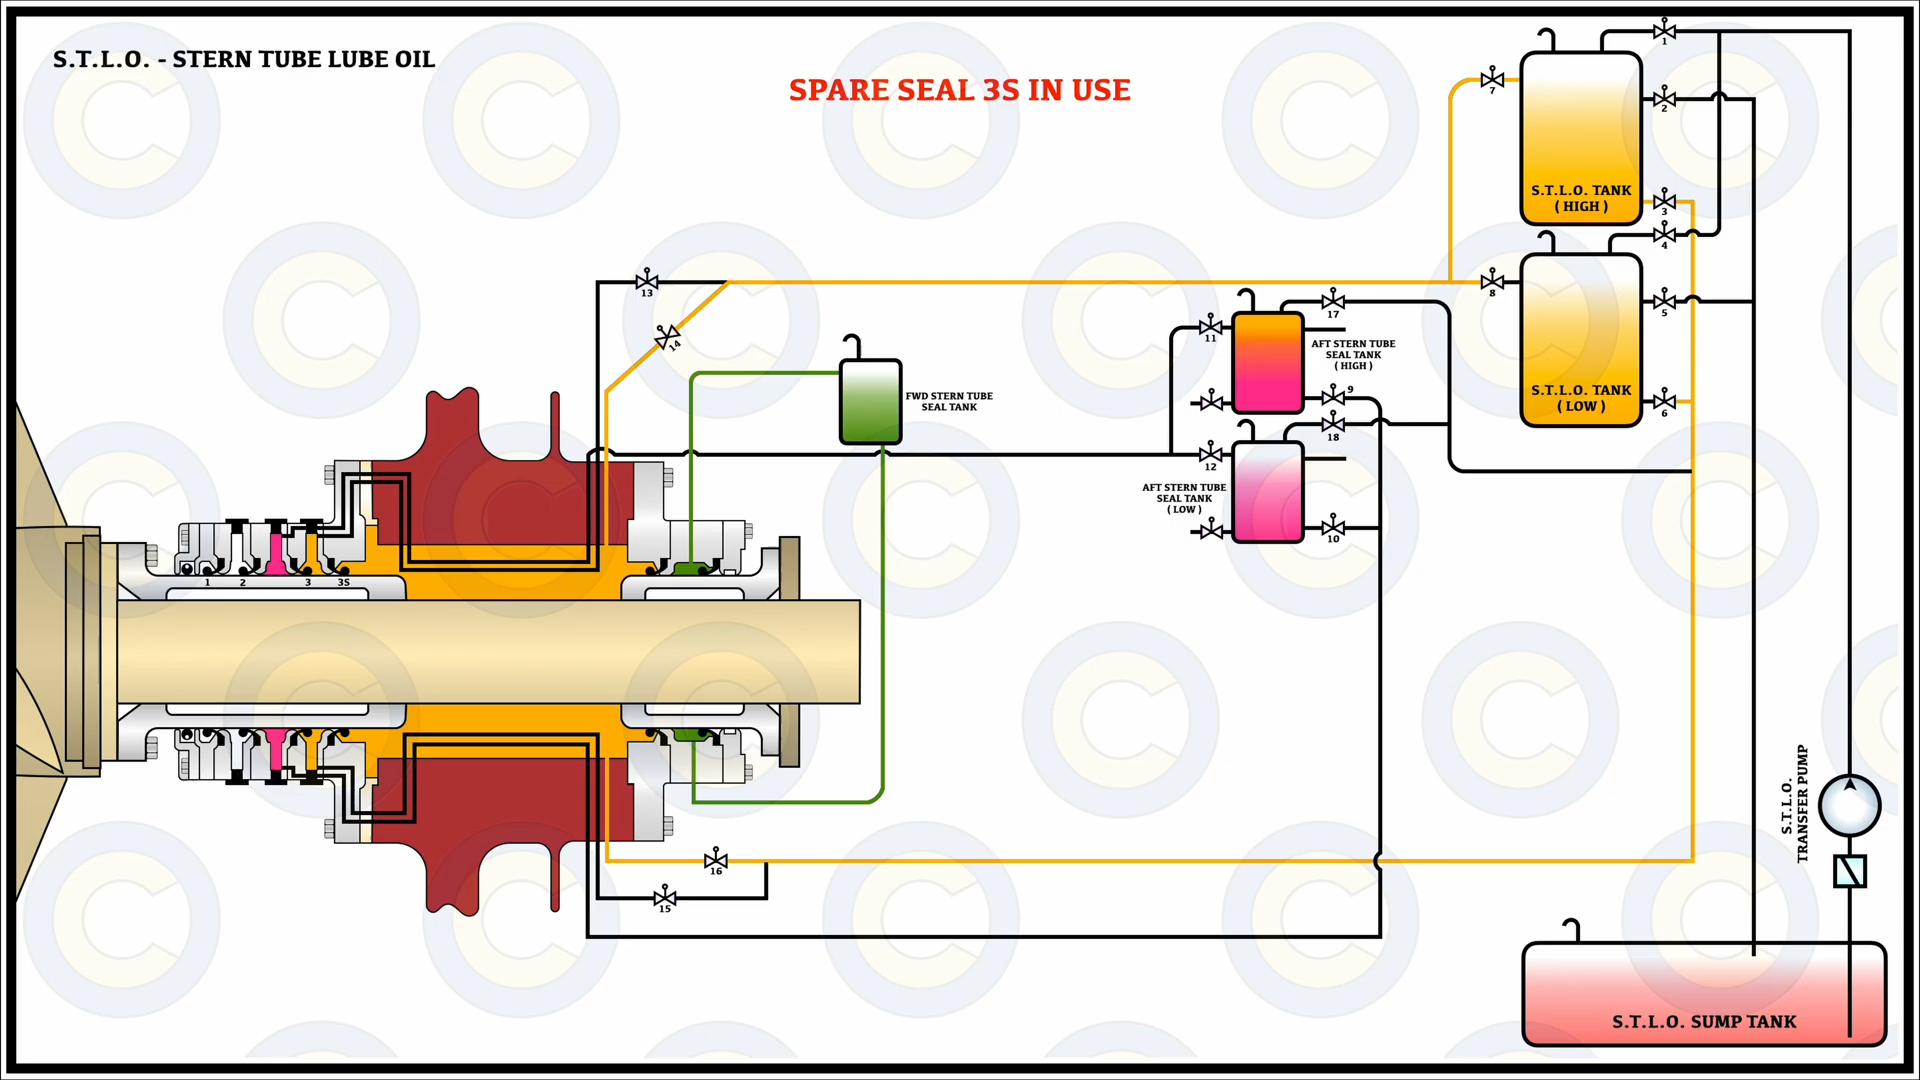 S.T.L.O. - STERN TUBE LUBE OIL
SPARE SEAL 3S IN USE
1
7
2
S.T.L.O. TANK
( HIGH )
3
4
13
8
S.T.L.O. TANK
( LOW )
5
6
14
11
17
AFT STERN TUBE
SEAL TANK
( HIGH )
9
18
FWD STERN TUBE
SEAL TANK
12
AFT STERN TUBE
SEAL TANK
( LOW )
10
1
2
3
3S
16
15
S.T.L.O.
TRANSFER PUMP
S.T.L.O. SUMP TANK